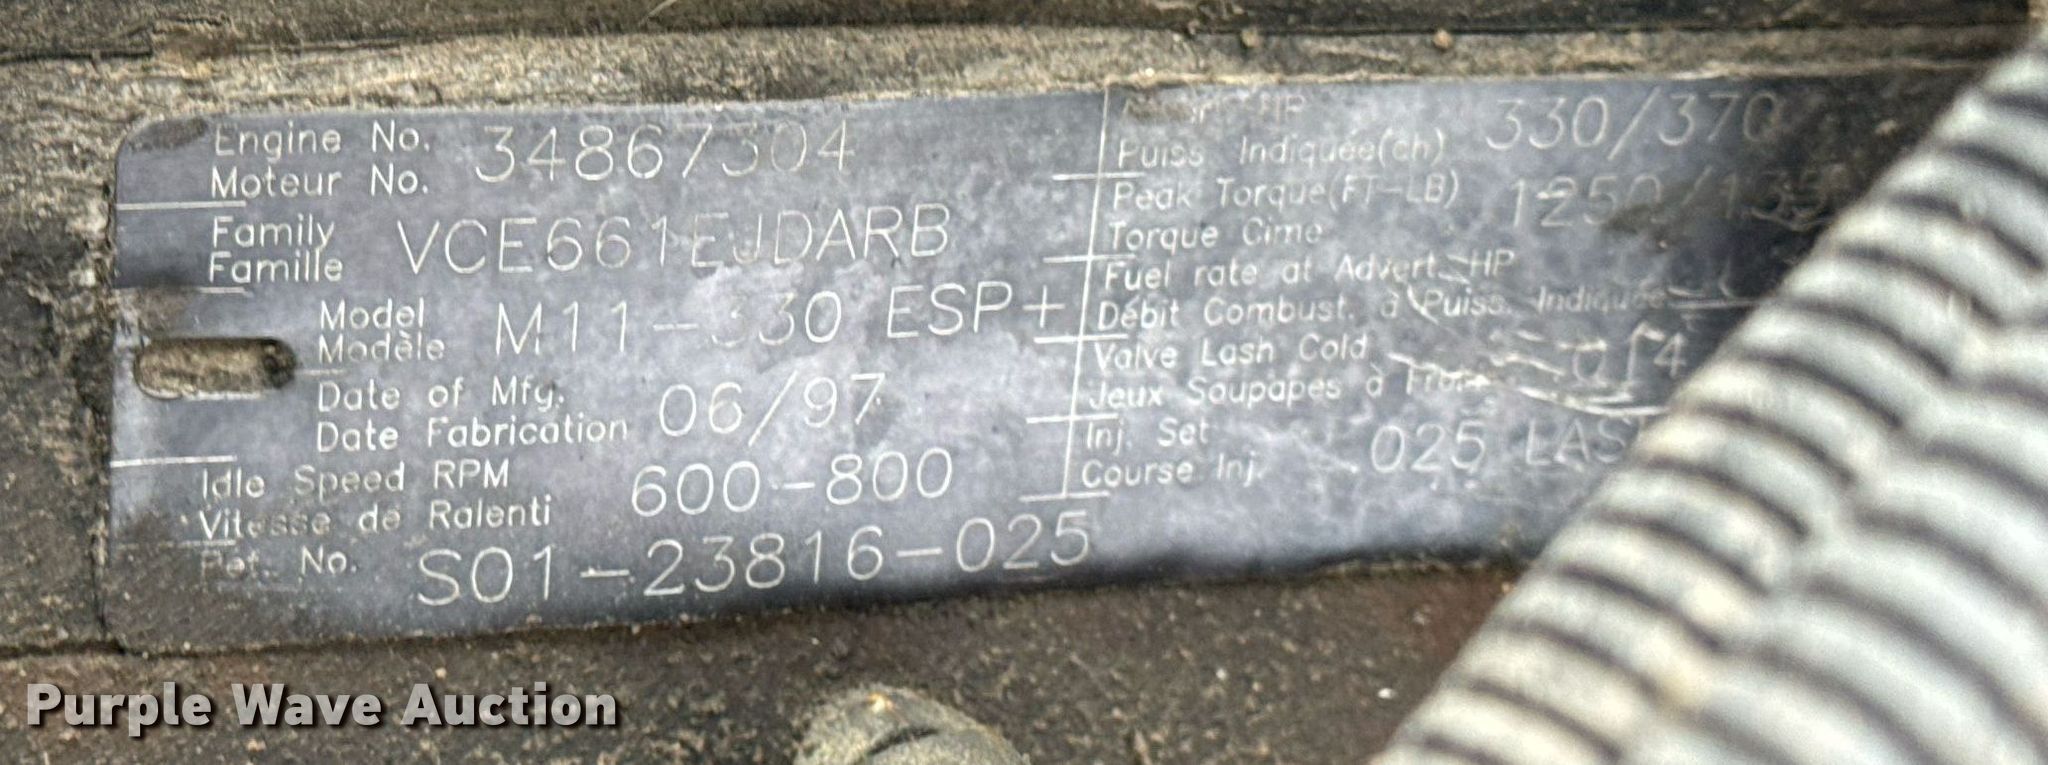 Engine No. 34867304
Moteur No.
Family VCE661EJDARB
Famille
Model M11-330 ESP+
Modèle
Date of Mfg. 06/97
Date Fabrication
Idle Speed RPM 600-800
Vitesse de Ralenti
Ref. No. S01-23816-025
HP 330/370
Puiss Indiquée(ch)
Peak Torque(FT-LB)
Torque Cime
Fuel rate at Advert. HP
Débit Combust. à Puiss. Indiquée
Valve Lash Cold
Jeux Soupapes à
Inj. Set .025
Course Inj.
Purple Wave Auction